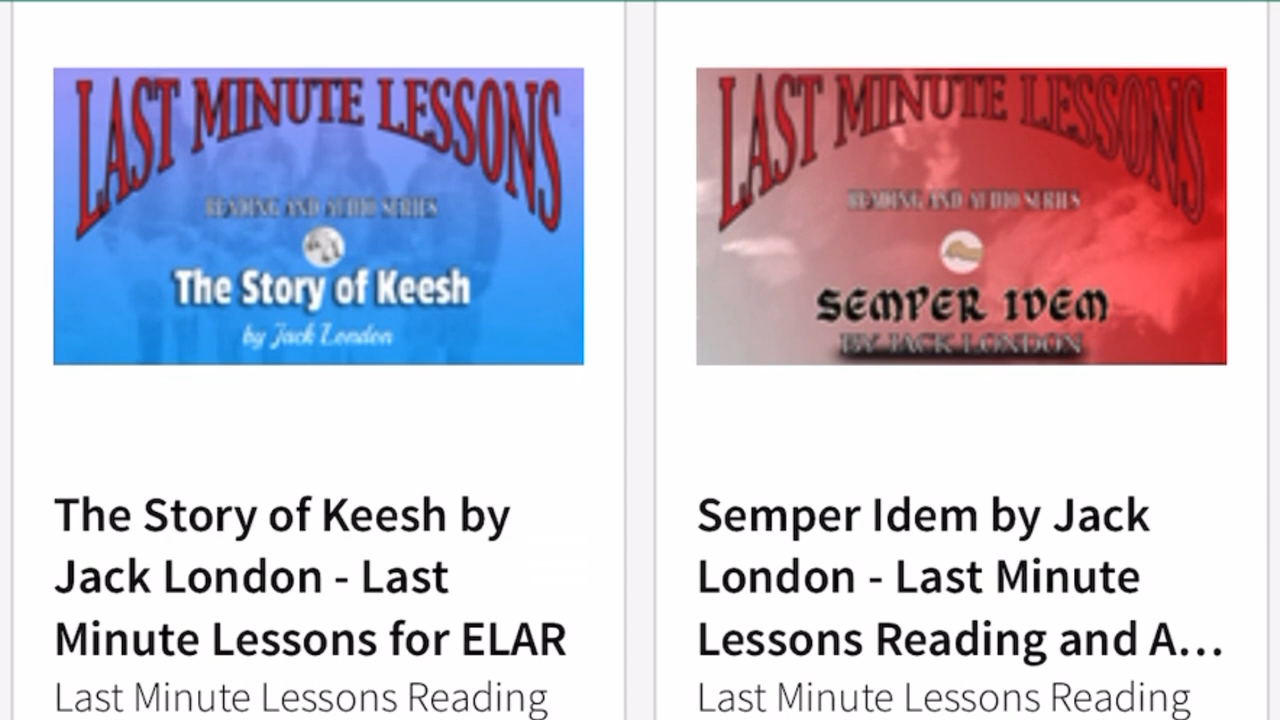 LAST MINUTE LESSONS
READING AND AUDIO SERIES
The Story of Keesh
by Jack London
The Story of Keesh by
Jack London - Last
Minute Lessons for ELAR
Last Minute Lessons Reading
LAST MINUTE LESSONS
READING AND AUDIO SERIES
SEMPER IDEM
BY JACK LONDON
Semper Idem by Jack
London - Last Minute
Lessons Reading and A...
Last Minute Lessons Reading